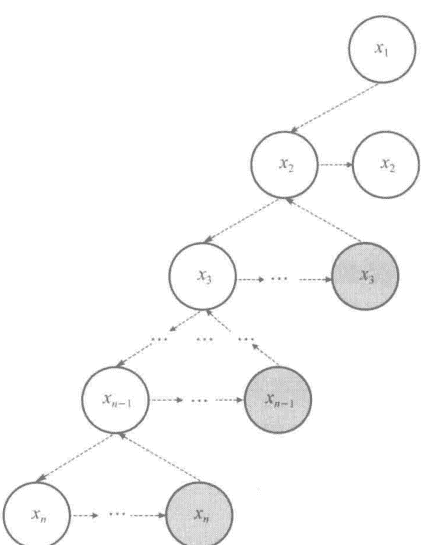 x₁
x₂ x₂
x₃ ... x₃
... ... ...
xₙ₋₁ ... xₙ₋₁
xₙ ... xₙ